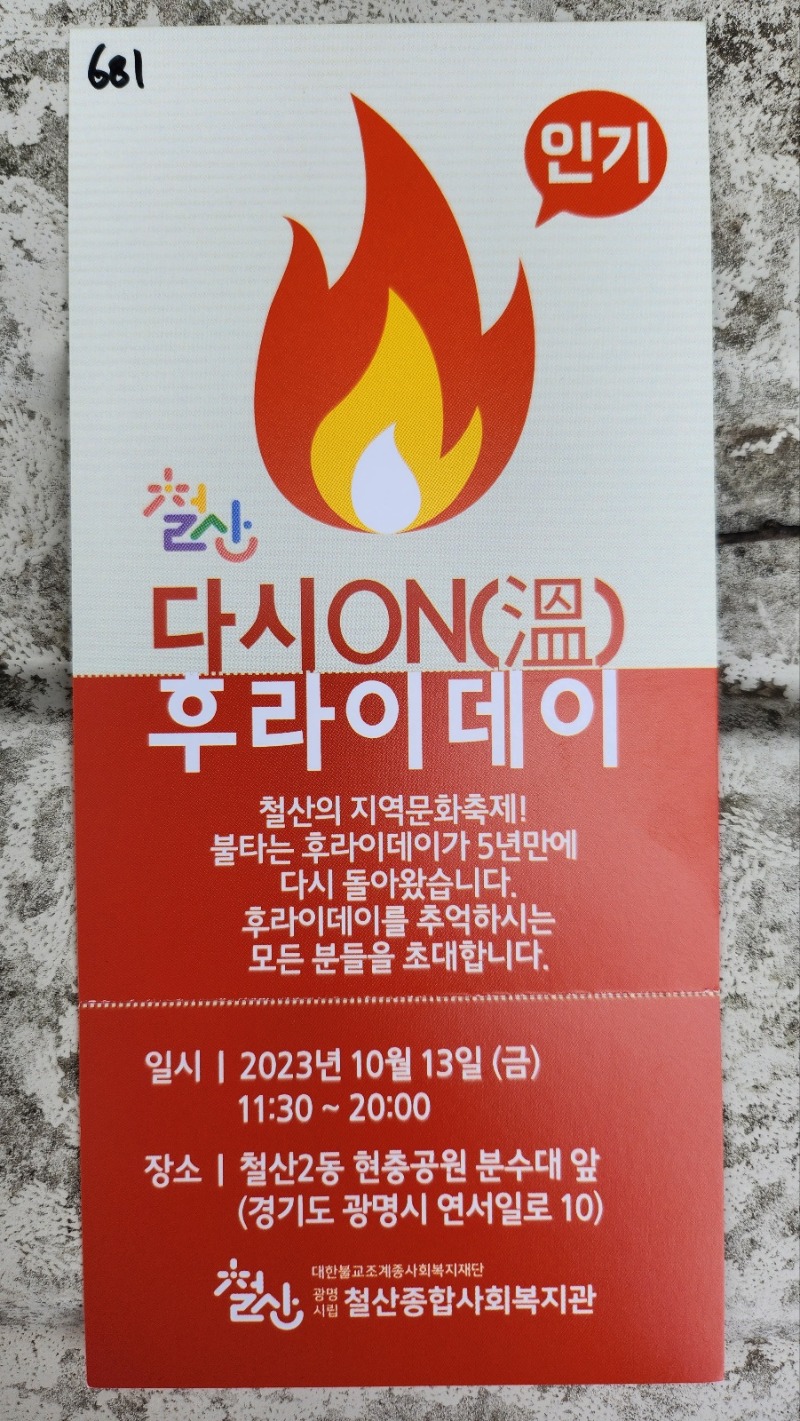 681
인기
철산
다시ON(溫)
후라이데이
철산의 지역문화축제!
불타는 후라이데이가 5년만에
다시 돌아왔습니다.
후라이데이를 추억하시는
모든 분들을 초대합니다.
일시 | 2023년 10월 13일 (금)
11:30 ~ 20:00
장소 | 철산2동 현충공원 분수대 앞
(경기도 광명시 연서일로 10)
철산
대한불교조계종사회복지재단
광명시립 철산종합사회복지관